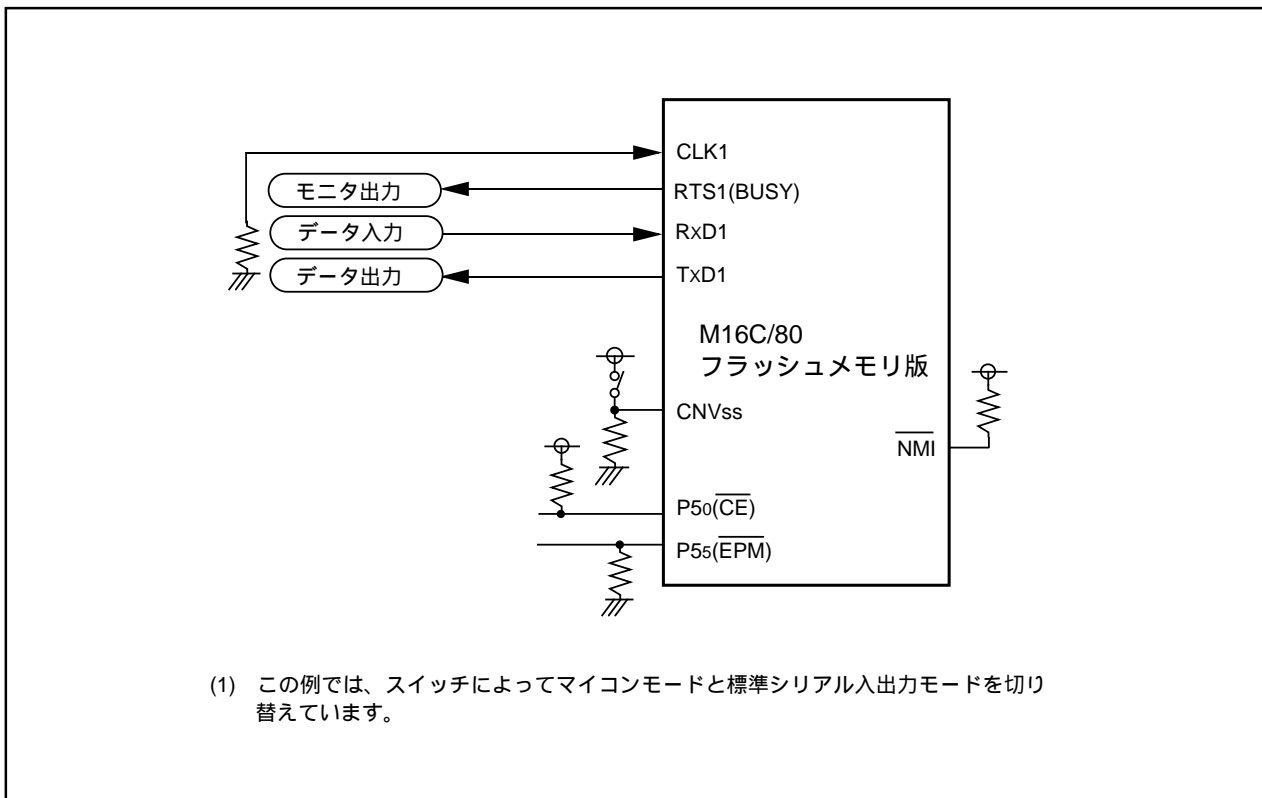 CLK1
モニタ出力
RTS1(BUSY)
データ入力
RxD1
データ出力
TxD1
M16C/80
フラッシュメモリ版
CNVss
NMI
P50(CE)
P55(EPM)
(1) この例では、スイッチによってマイコンモードと標準シリアル入出力モードを切り
替えています。